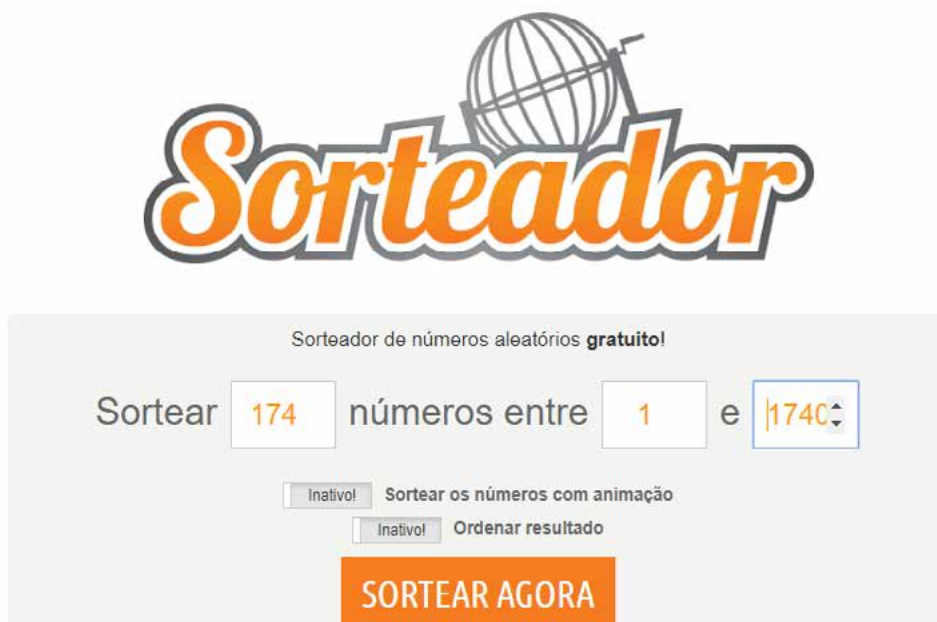 Sorteador
Sorteador de números aleatórios gratuito!
Sortear 174 números entre 1 e 1740
Inativo! Sortear os números com animação
Inativo! Ordenar resultado
SORTEAR AGORA